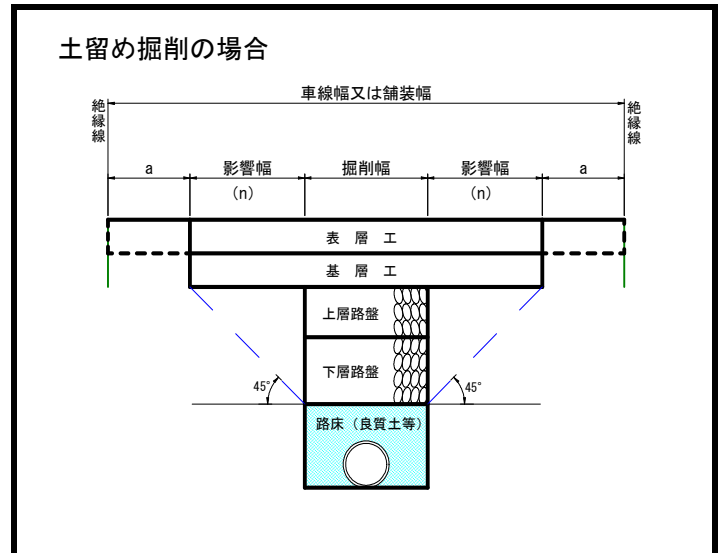 土留め掘削の場合
車線幅又は舗装幅
絶縁線
絶縁線
a
影響幅
(n)
掘削幅
影響幅
(n)
a
表 層 工
基 層 工
上層路盤
下層路盤
45°
45°
路床（良質土等）